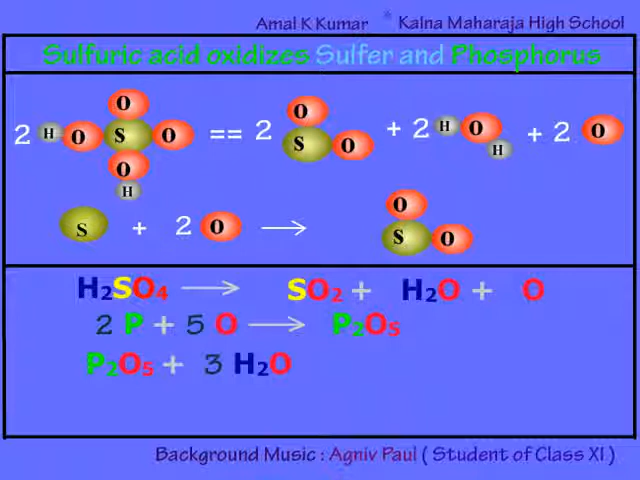 Amal K Kumar * Kalna Maharaja High School
Sulfuric acid oxidizes Sulfer and Phosphorus
2 H O S O O O H == 2 S O O + 2 H O H + 2 O
S + 2 O → S O O
H₂SO₄ → SO₂ + H₂O + O
2 P + 5 O → P₂O₅
P₂O₅ + 3 H₂O
Background Music : Agniv Paul ( Student of Class XI )